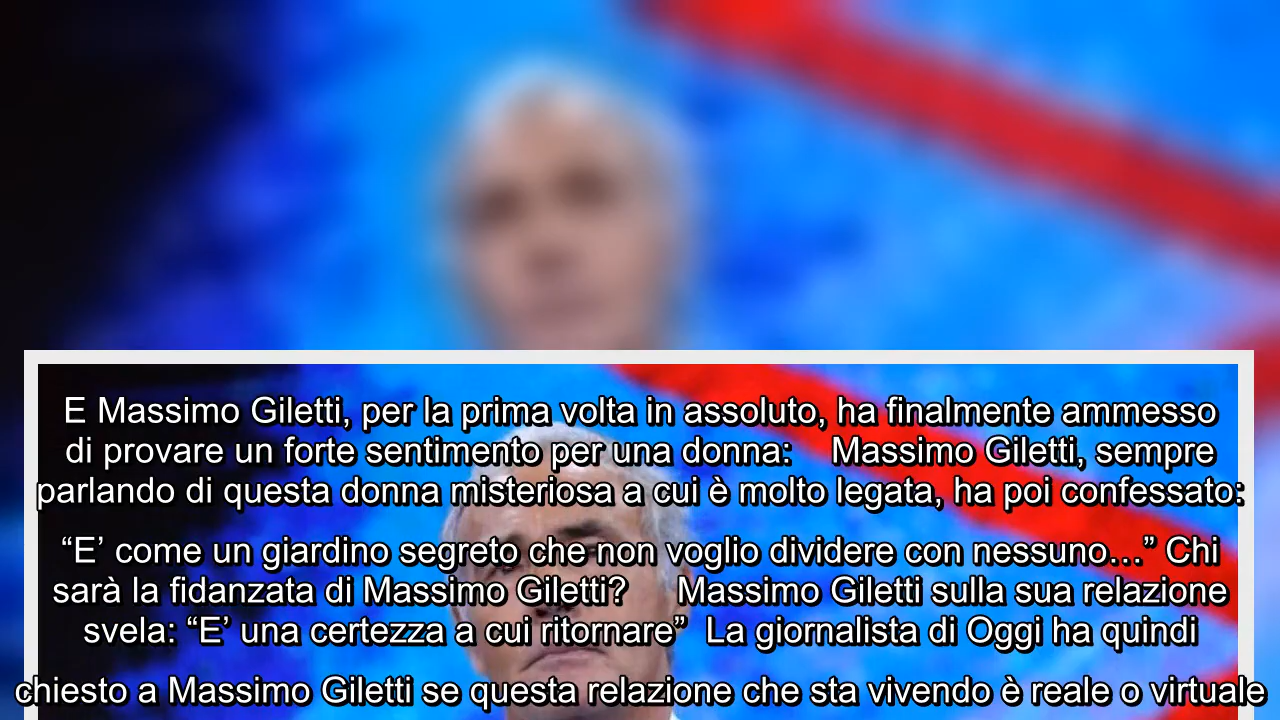 E Massimo Giletti, per la prima volta in assoluto, ha finalmente ammesso
di provare un forte sentimento per una donna:    Massimo Giletti, sempre
parlando di questa donna misteriosa a cui è molto legata, ha poi confessato:
“E’ come un giardino segreto che non voglio dividere con nessuno…” Chi
sarà la fidanzata di Massimo Giletti?     Massimo Giletti sulla sua relazione
svela: “E’ una certezza a cui ritornare”  La giornalista di Oggi ha quindi
chiesto a Massimo Giletti se questa relazione che sta vivendo è reale o virtuale